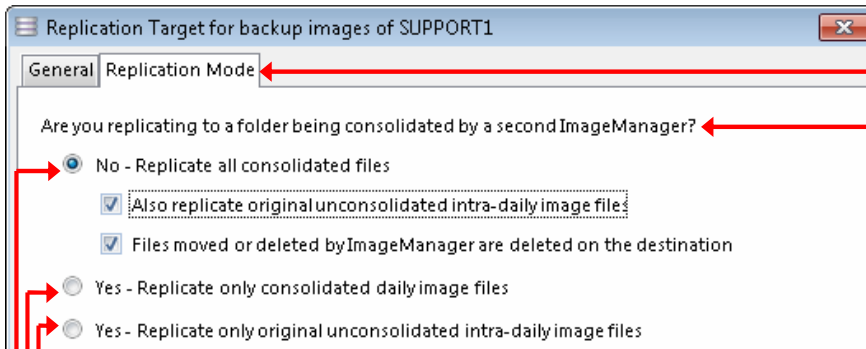 Replication Target for backup images of SUPPORT1
General Replication Mode
Are you replicating to a folder being consolidated by a second ImageManager?
No - Replicate all consolidated files
Also replicate original unconsolidated intra-daily image files
Files moved or deleted by ImageManager are deleted on the destination
Yes - Replicate only consolidated daily image files
Yes - Replicate only original unconsolidated intra-daily image files